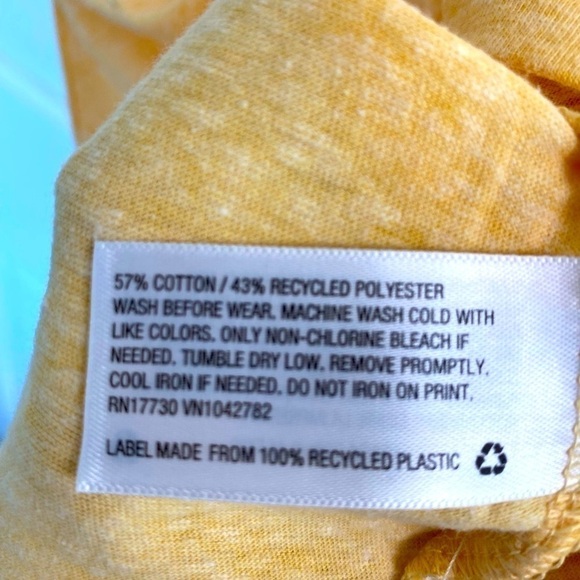 57% COTTON / 43% RECYCLED POLYESTER
WASH BEFORE WEAR. MACHINE WASH COLD WITH
LIKE COLORS. ONLY NON-CHLORINE BLEACH IF
NEEDED. TUMBLE DRY LOW. REMOVE PROMPTLY.
COOL IRON IF NEEDED. DO NOT IRON ON PRINT.
RN17730 VN1042782
LABEL MADE FROM 100% RECYCLED PLASTIC